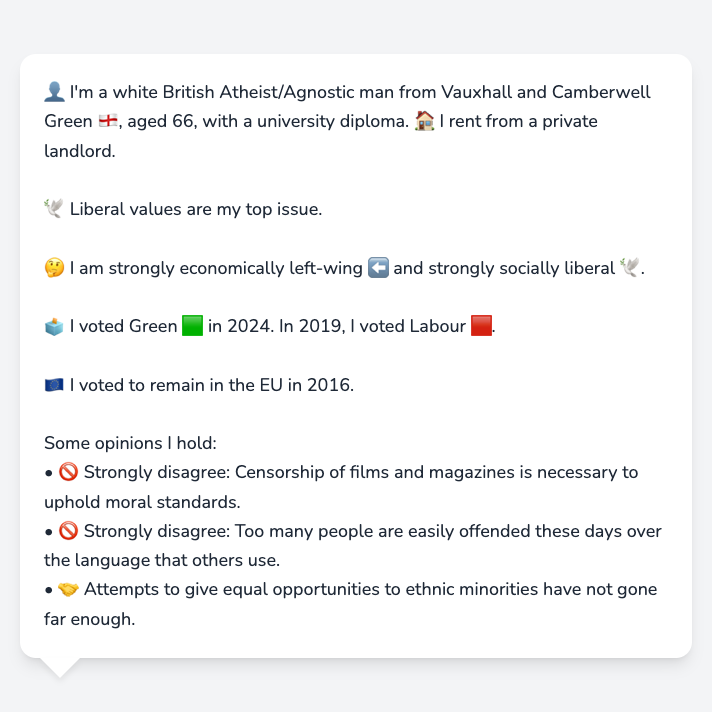 👤 I'm a white British Atheist/Agnostic man from Vauxhall and Camberwell
Green 🏴󠁧󠁢󠁥󠁮󠁧󠁿, aged 66, with a university diploma. 🏠 I rent from a private
landlord.
🕊️ Liberal values are my top issue.
🤔 I am strongly economically left-wing ⬅️ and strongly socially liberal 🕊️.
🗳️ I voted Green 🟩 in 2024. In 2019, I voted Labour 🟥.
🇪🇺 I voted to remain in the EU in 2016.
Some opinions I hold:
• 🚫 Strongly disagree: Censorship of films and magazines is necessary to
uphold moral standards.
• 🚫 Strongly disagree: Too many people are easily offended these days over
the language that others use.
• 🤝 Attempts to give equal opportunities to ethnic minorities have not gone
far enough.